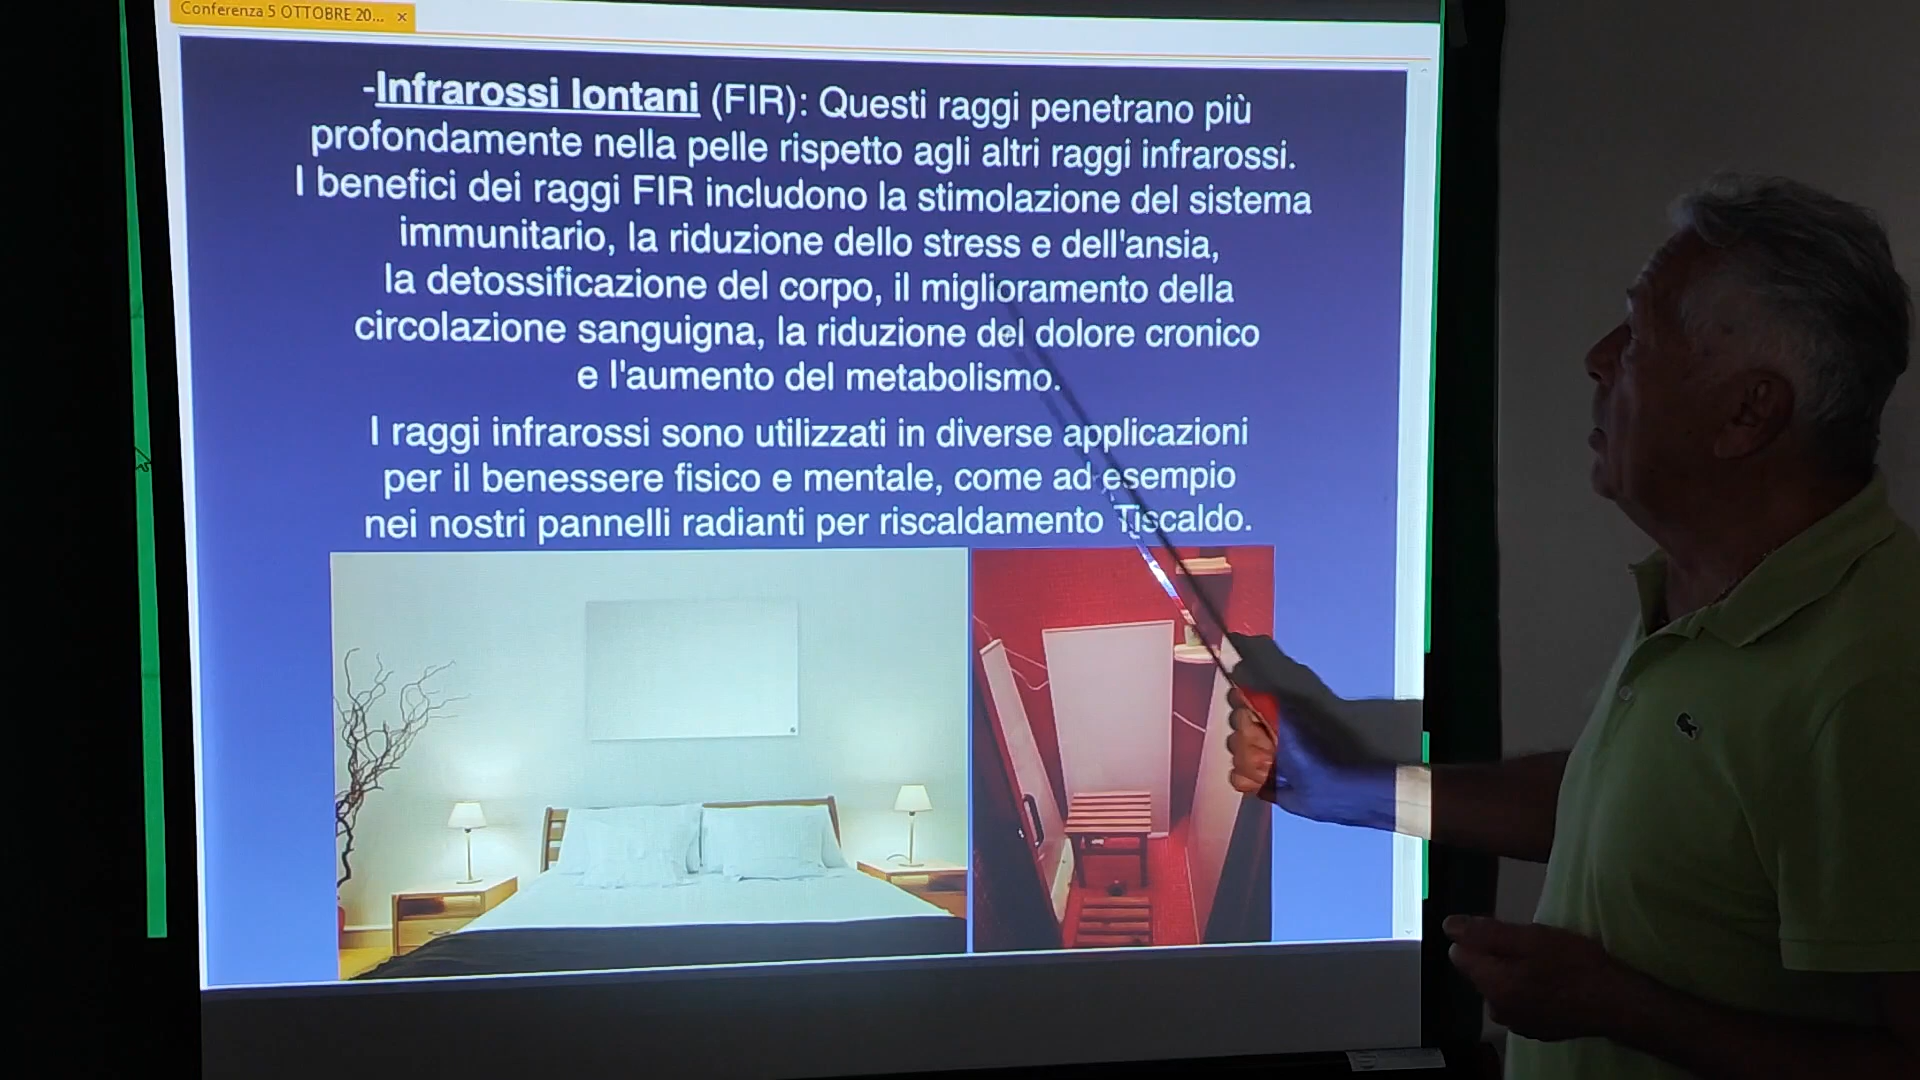 Conferenza 5 OTTOBRE 20...
-Infrarossi lontani (FIR): Questi raggi penetrano più
profondamente nella pelle rispetto agli altri raggi infrarossi.
I benefici dei raggi FIR includono la stimolazione del sistema
immunitario, la riduzione dello stress e dell'ansia,
la detossificazione del corpo, il miglioramento della
circolazione sanguigna, la riduzione del dolore cronico
e l'aumento del metabolismo.
I raggi infrarossi sono utilizzati in diverse applicazioni
per il benessere fisico e mentale, come ad esempio
nei nostri pannelli radianti per riscaldamento Tiscaldo.